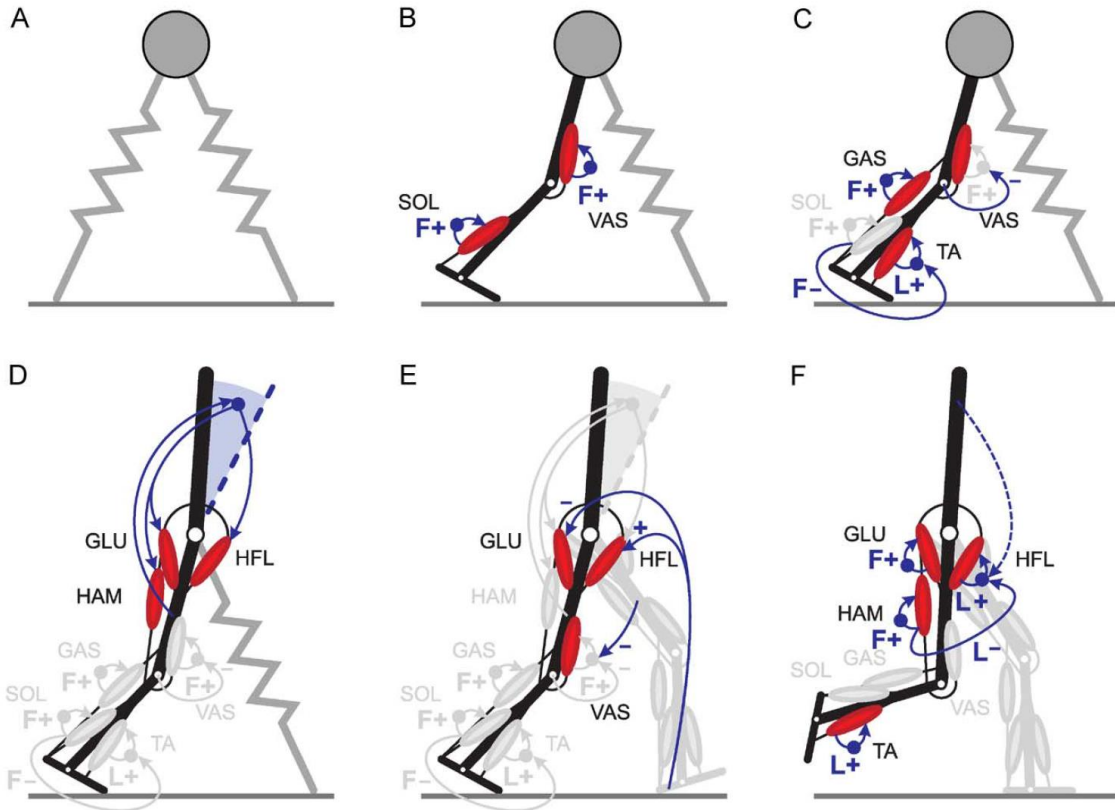 A
B
C
SOL
F+
F+
VAS
GAS
F+
SOL
F+
F+
−
VAS
TA
F−
L+
D
E
F
GLU
HFL
HAM
GAS
F+
SOL
F+
−
F+
VAS
TA
F−
L+
−
+
GLU
HFL
HAM
−
GAS
F+
SOL
F+
F+
VAS
TA
F−
L+
GLU
F+
HFL
L+
HAM
F+
L−
GAS
SOL
VAS
TA
L+